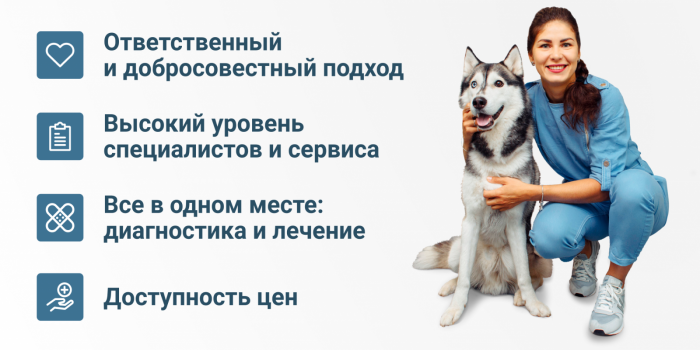 Ответственный
и добросовестный подход
Высокий уровень
специалистов и сервиса
Все в одном месте:
диагностика и лечение
Доступность цен